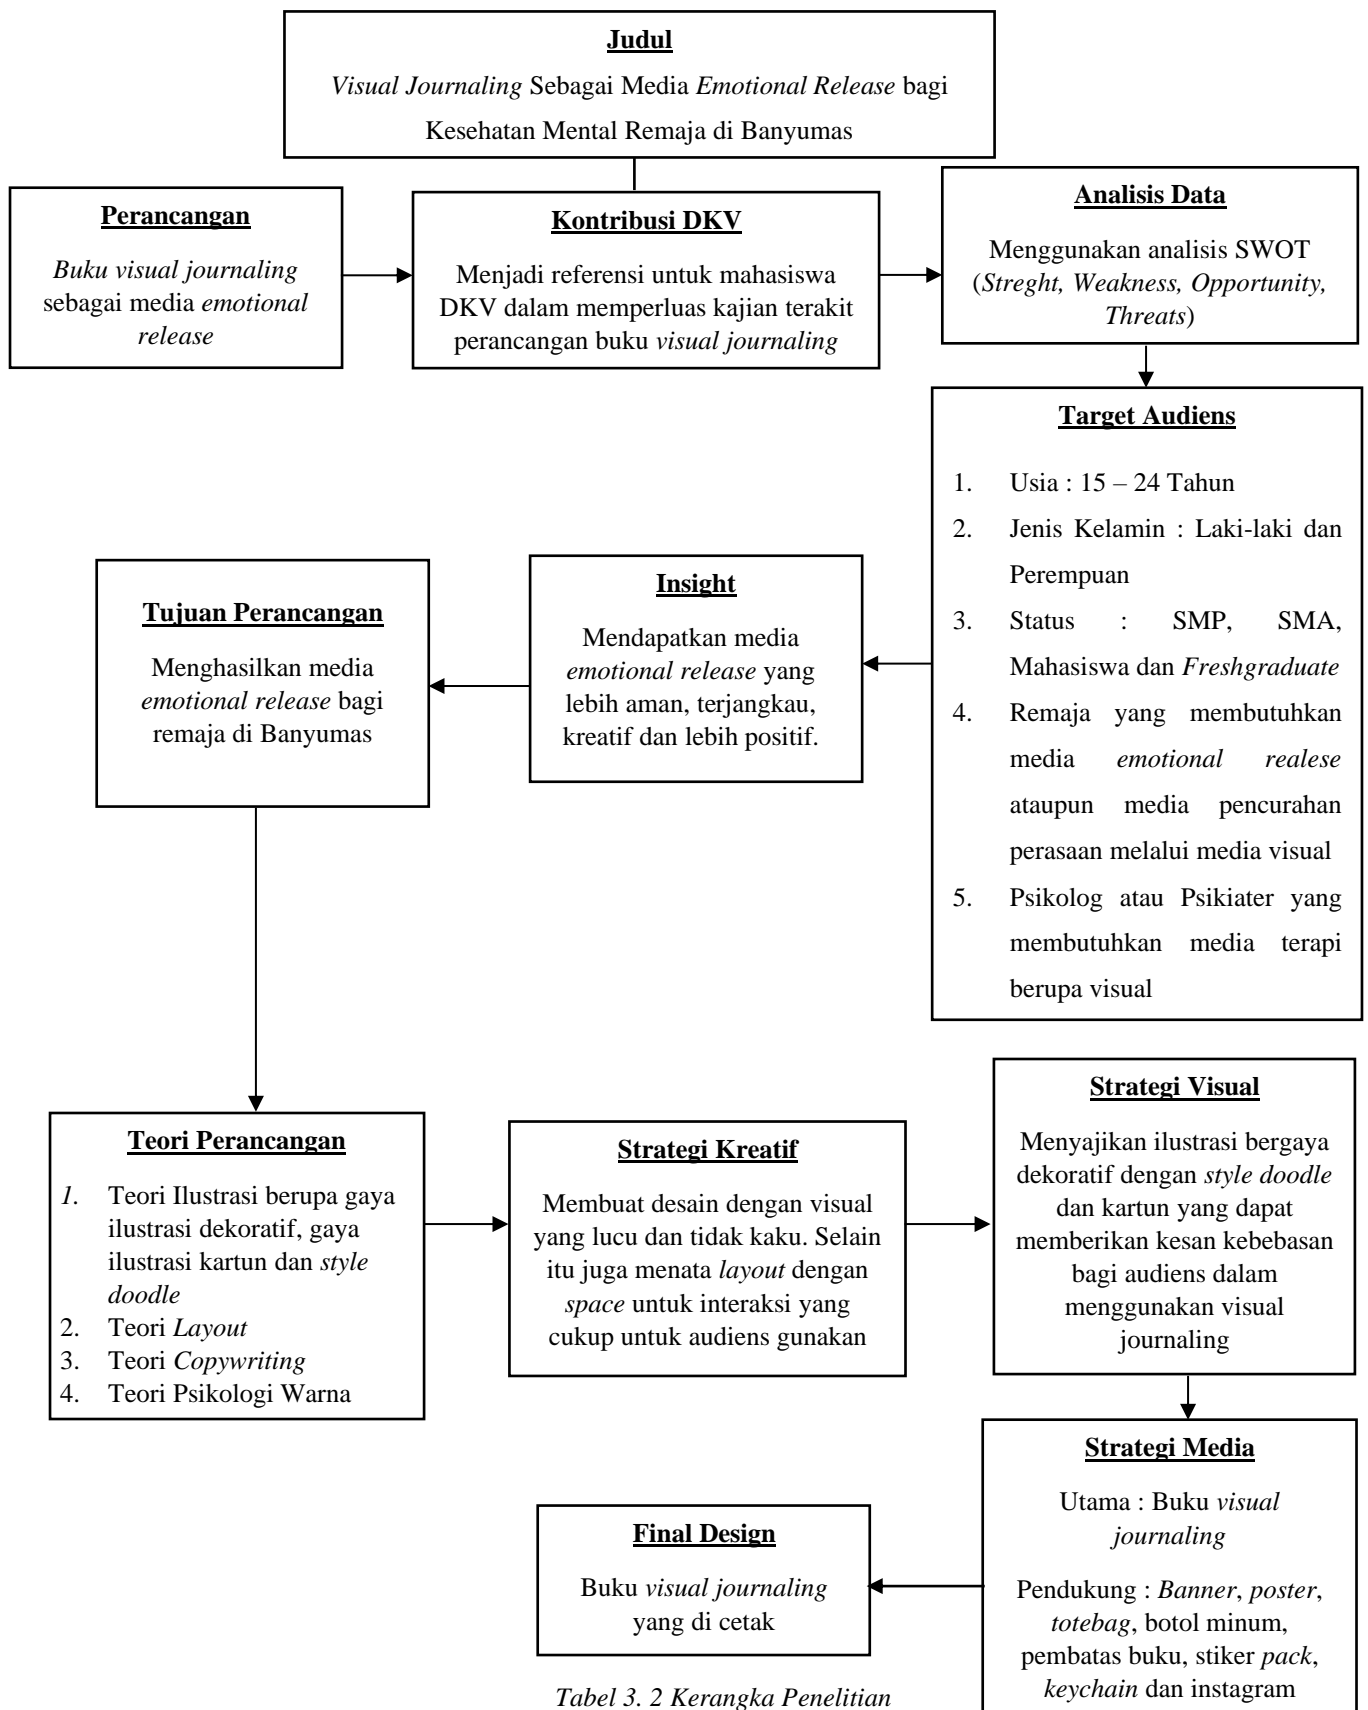 Judul
Visual Journaling Sebagai Media Emotional Release bagi
Kesehatan Mental Remaja di Banyumas
Perancangan
Buku visual journaling
sebagai media emotional
release
Kontribusi DKV
Menjadi referensi untuk mahasiswa
DKV dalam memperluas kajian terakit
perancangan buku visual journaling
Analisis Data
Menggunakan analisis SWOT
(Streght, Weakness, Opportunity,
Threats)
Target Audiens
1. Usia : 15 – 24 Tahun
2. Jenis Kelamin : Laki-laki dan
Perempuan
3. Status : SMP, SMA,
Mahasiswa dan Freshgraduate
4. Remaja yang membutuhkan
media emotional realese
ataupun media pencurahan
perasaan melalui media visual
5. Psikolog atau Psikiater yang
membutuhkan media terapi
berupa visual
Insight
Mendapatkan media
emotional release yang
lebih aman, terjangkau,
kreatif dan lebih positif.
Tujuan Perancangan
Menghasilkan media
emotional release bagi
remaja di Banyumas
Teori Perancangan
1. Teori Ilustrasi berupa gaya
ilustrasi dekoratif, gaya
ilustrasi kartun dan style
doodle
2. Teori Layout
3. Teori Copywriting
4. Teori Psikologi Warna
Strategi Kreatif
Membuat desain dengan visual
yang lucu dan tidak kaku. Selain
itu juga menata layout dengan
space untuk interaksi yang
cukup untuk audiens gunakan
Strategi Visual
Menyajikan ilustrasi bergaya
dekoratif dengan style doodle
dan kartun yang dapat
memberikan kesan kebebasan
bagi audiens dalam
menggunakan visual
journaling
Strategi Media
Utama : Buku visual
journaling
Pendukung : Banner, poster,
totebag, botol minum,
pembatas buku, stiker pack,
keychain dan instagram
Final Design
Buku visual journaling
yang di cetak
Tabel 3. 2 Kerangka Penelitian